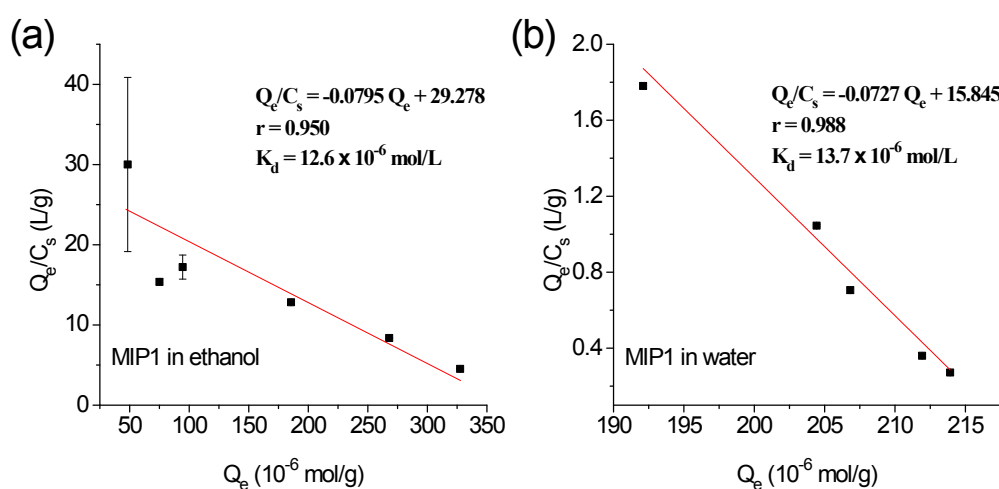 (a)
40
30
20
10
0
Qₑ/Cₛ (L/g)
Qₑ/Cₛ = -0.0795 Qₑ + 29.278
r = 0.950
K_d = 12.6 x 10⁻⁶ mol/L
MIP1 in ethanol
50 100 150 200 250 300 350
Qₑ (10⁻⁶ mol/g)
(b)
2.0
1.6
1.2
0.8
0.4
Qₑ/Cₛ (L/g)
Qₑ/Cₛ = -0.0727 Qₑ + 15.845
r = 0.988
K_d = 13.7 x 10⁻⁶ mol/L
MIP1 in water
190 195 200 205 210 215
Qₑ (10⁻⁶ mol/g)